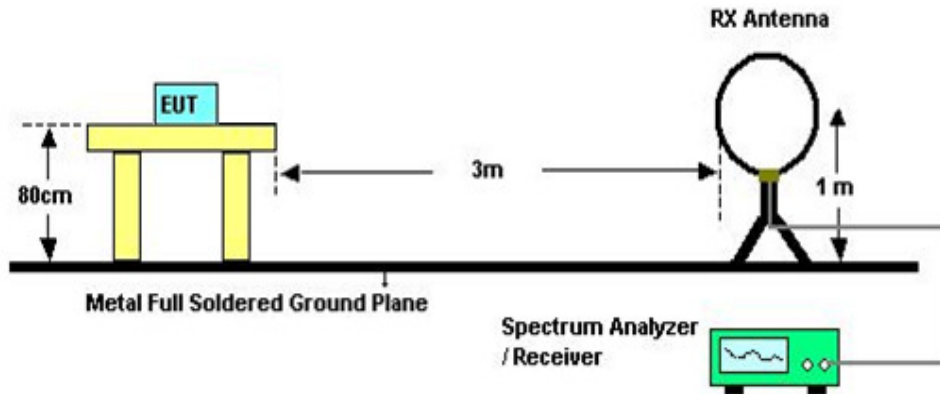 RX Antenna
EUT
80cm
3m
1 m
Metal Full Soldered Ground Plane
Spectrum Analyzer
/ Receiver